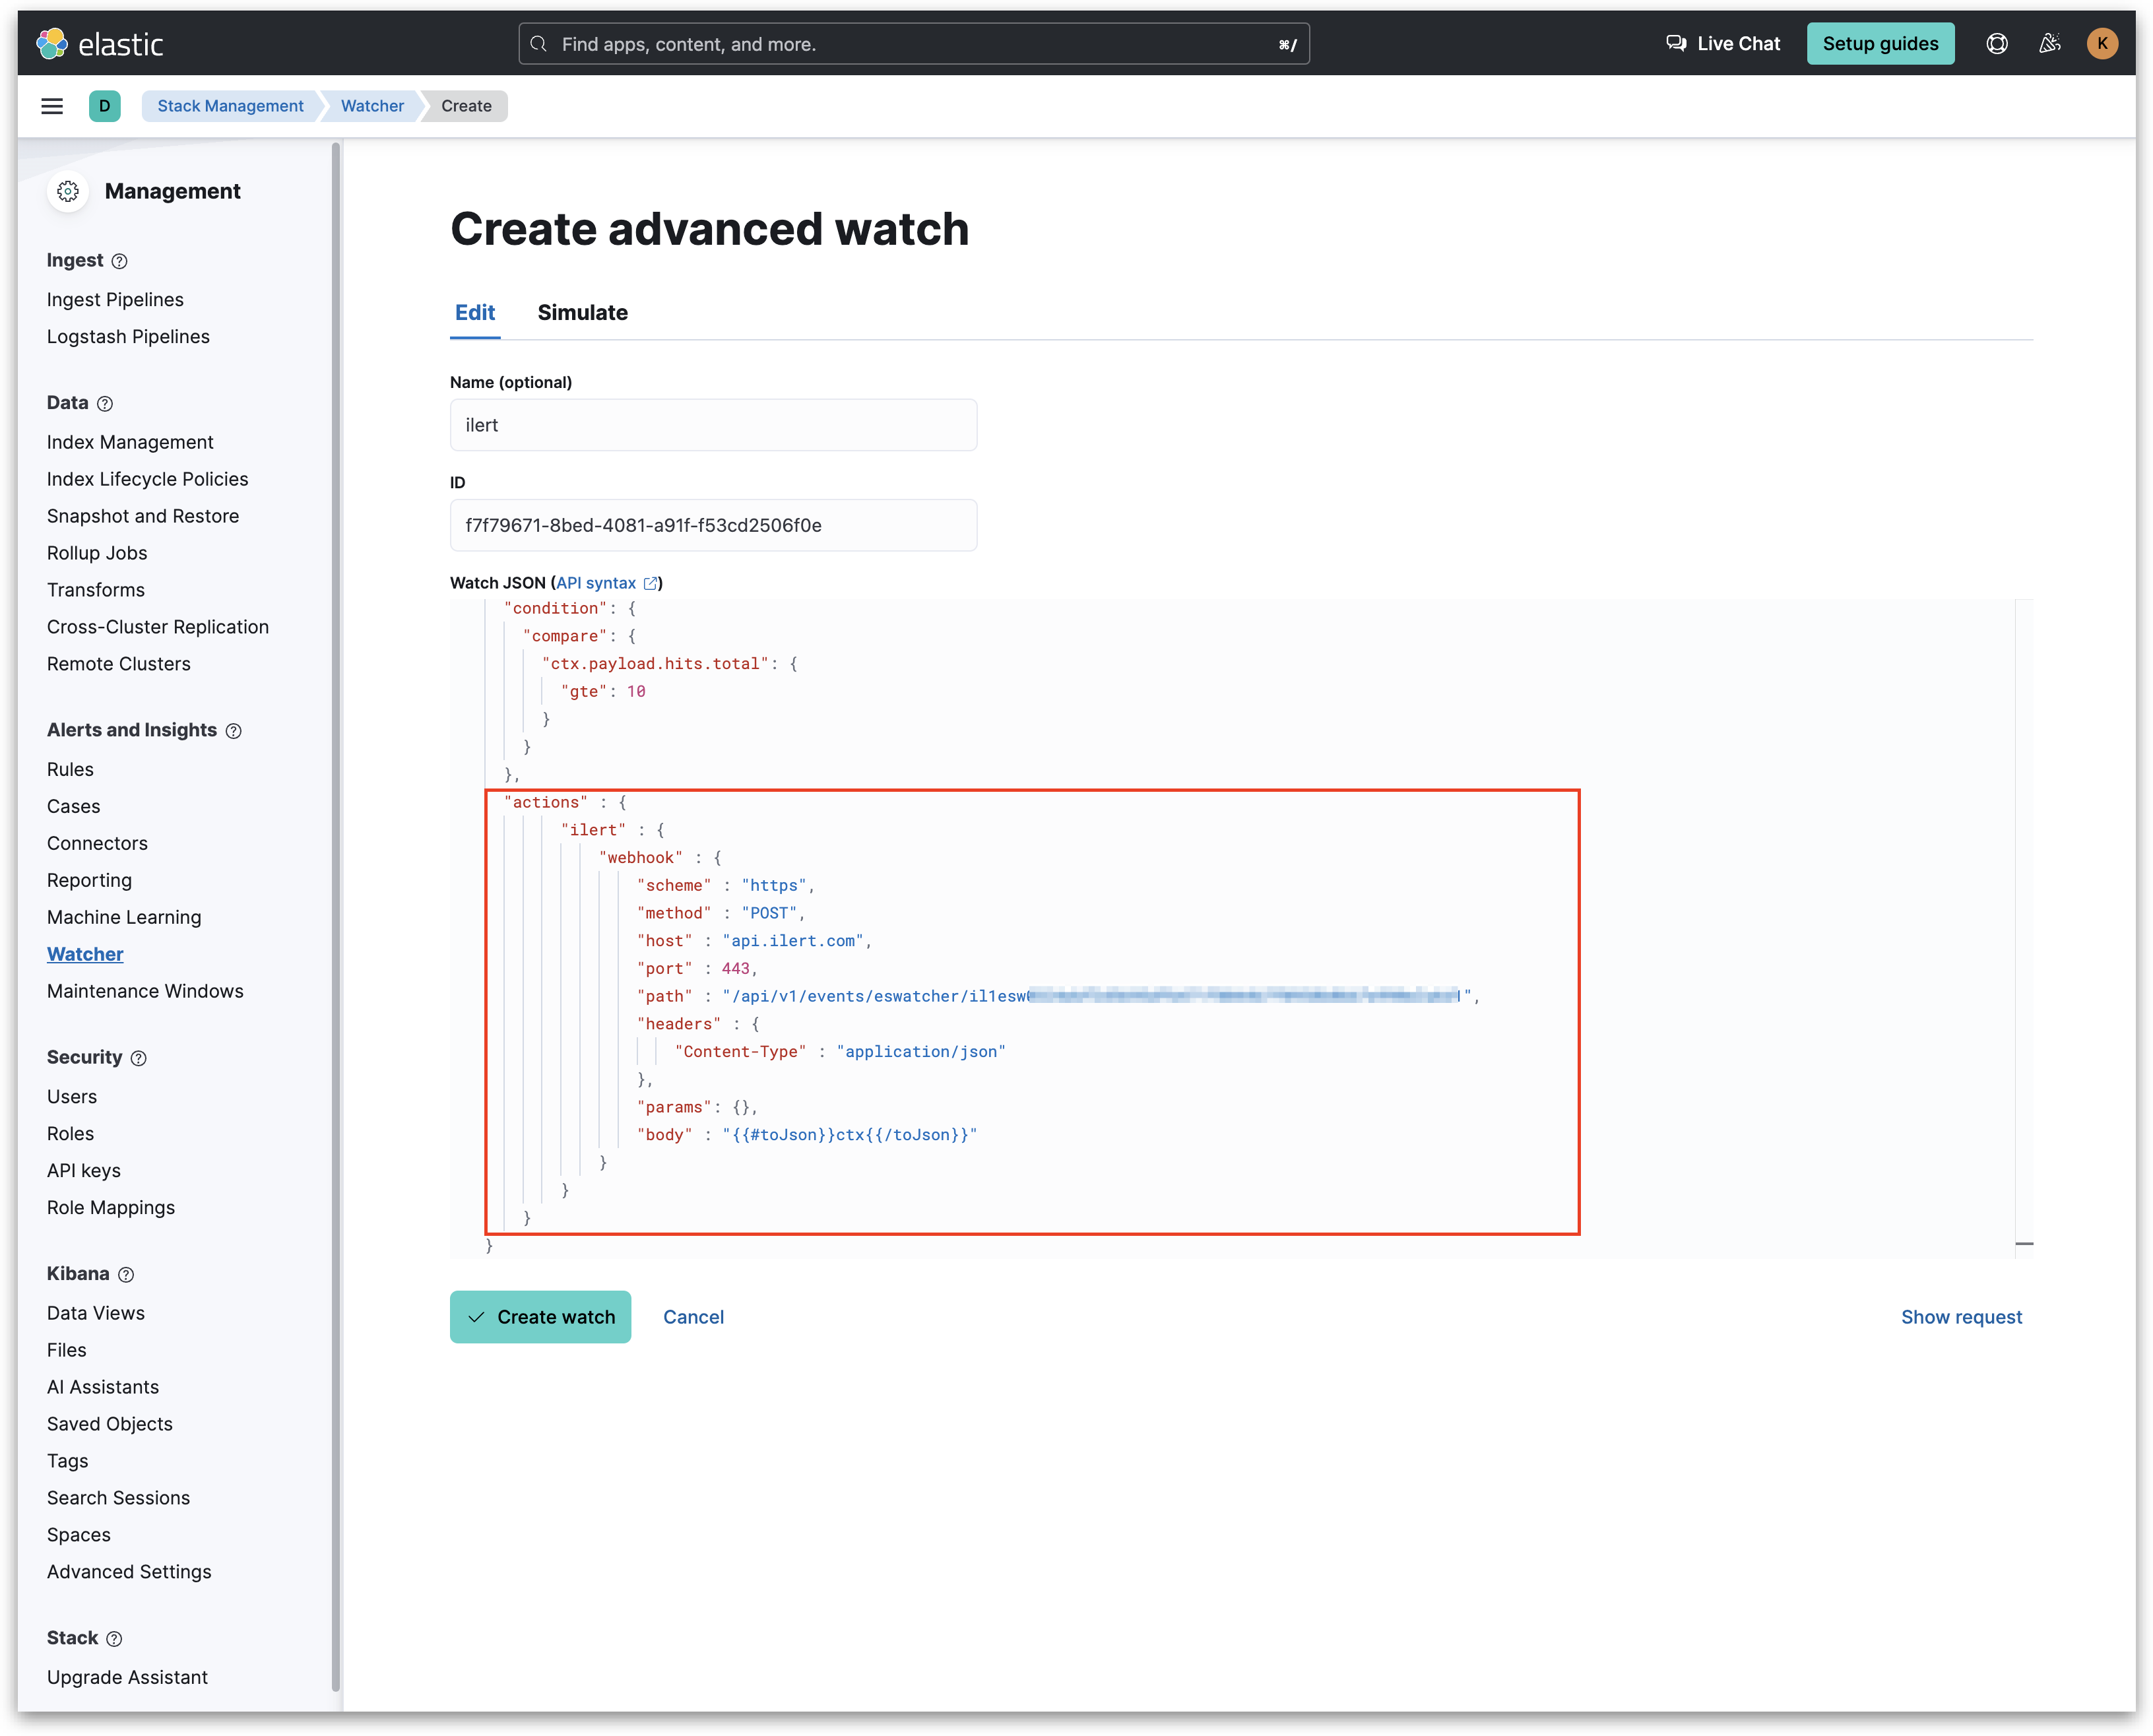 elastic
Find apps, content, and more.
⌘/
Live Chat
Setup guides
K
D
Stack Management
Watcher
Create
Management
Ingest
Ingest Pipelines
Logstash Pipelines
Data
Index Management
Index Lifecycle Policies
Snapshot and Restore
Rollup Jobs
Transforms
Cross-Cluster Replication
Remote Clusters
Alerts and Insights
Rules
Cases
Connectors
Reporting
Machine Learning
Watcher
Maintenance Windows
Security
Users
Roles
API keys
Role Mappings
Kibana
Data Views
Files
AI Assistants
Saved Objects
Tags
Search Sessions
Spaces
Advanced Settings
Stack
Upgrade Assistant
Create advanced watch
Edit
Simulate
Name (optional)
ilert
ID
f7f79671-8bed-4081-a91f-f53cd2506f0e
Watch JSON (API syntax)
"condition": {
"compare": {
"ctx.payload.hits.total": {
"gte": 10
}
}
},
"actions" : {
"ilert" : {
"webhook" : {
"scheme" : "https",
"method" : "POST",
"host" : "api.ilert.com",
"port" : 443,
"path" : "/api/v1/events/eswatcher/il1esw",
"headers" : {
"Content-Type" : "application/json"
},
"params": {},
"body" : "{{#toJson}}ctx{{/toJson}}"
}
}
}
}
Create watch
Cancel
Show request